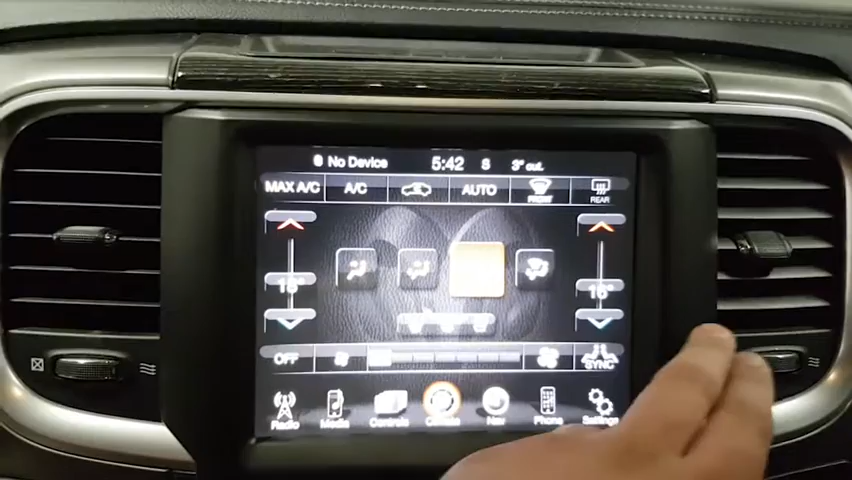 No Device 5:42 S 3° out
MAX A/C A/C AUTO FRONT REAR
16°
OFF SYNC
Radio Media Controls Climate Nav Phone Settings